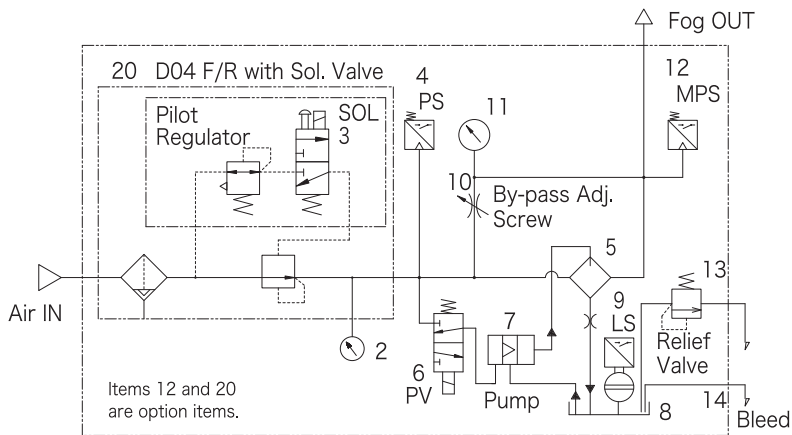 Fog OUT
20 D04 F/R with Sol. Valve
4
PS
12
MPS
11
Pilot
Regulator
SOL
3
10
By-pass Adj.
Screw
5
13
Air IN
9
LS
7
2
6
PV
Relief
Valve
Items 12 and 20
are option items.
Pump
8
14
Bleed